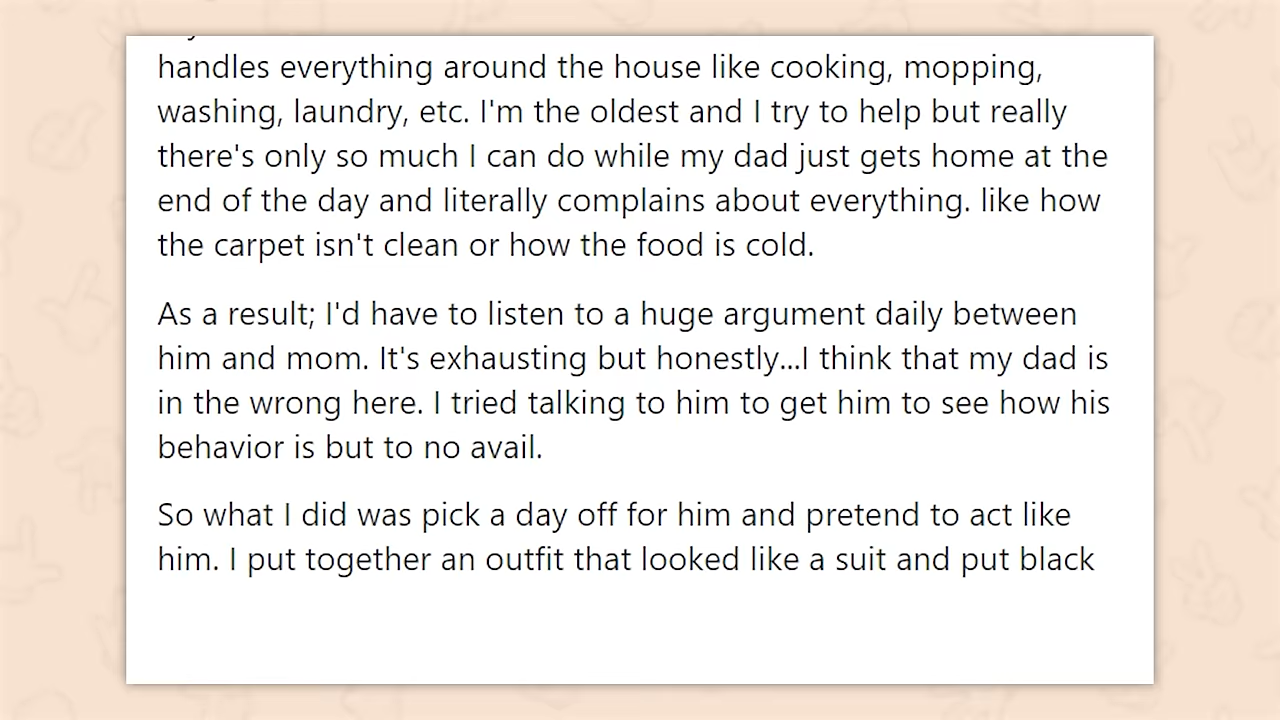 handles everything around the house like cooking, mopping,
washing, laundry, etc. I'm the oldest and I try to help but really
there's only so much I can do while my dad just gets home at the
end of the day and literally complains about everything. like how
the carpet isn't clean or how the food is cold.
As a result; I'd have to listen to a huge argument daily between
him and mom. It's exhausting but honestly...I think that my dad is
in the wrong here. I tried talking to him to get him to see how his
behavior is but to no avail.
So what I did was pick a day off for him and pretend to act like
him. I put together an outfit that looked like a suit and put black